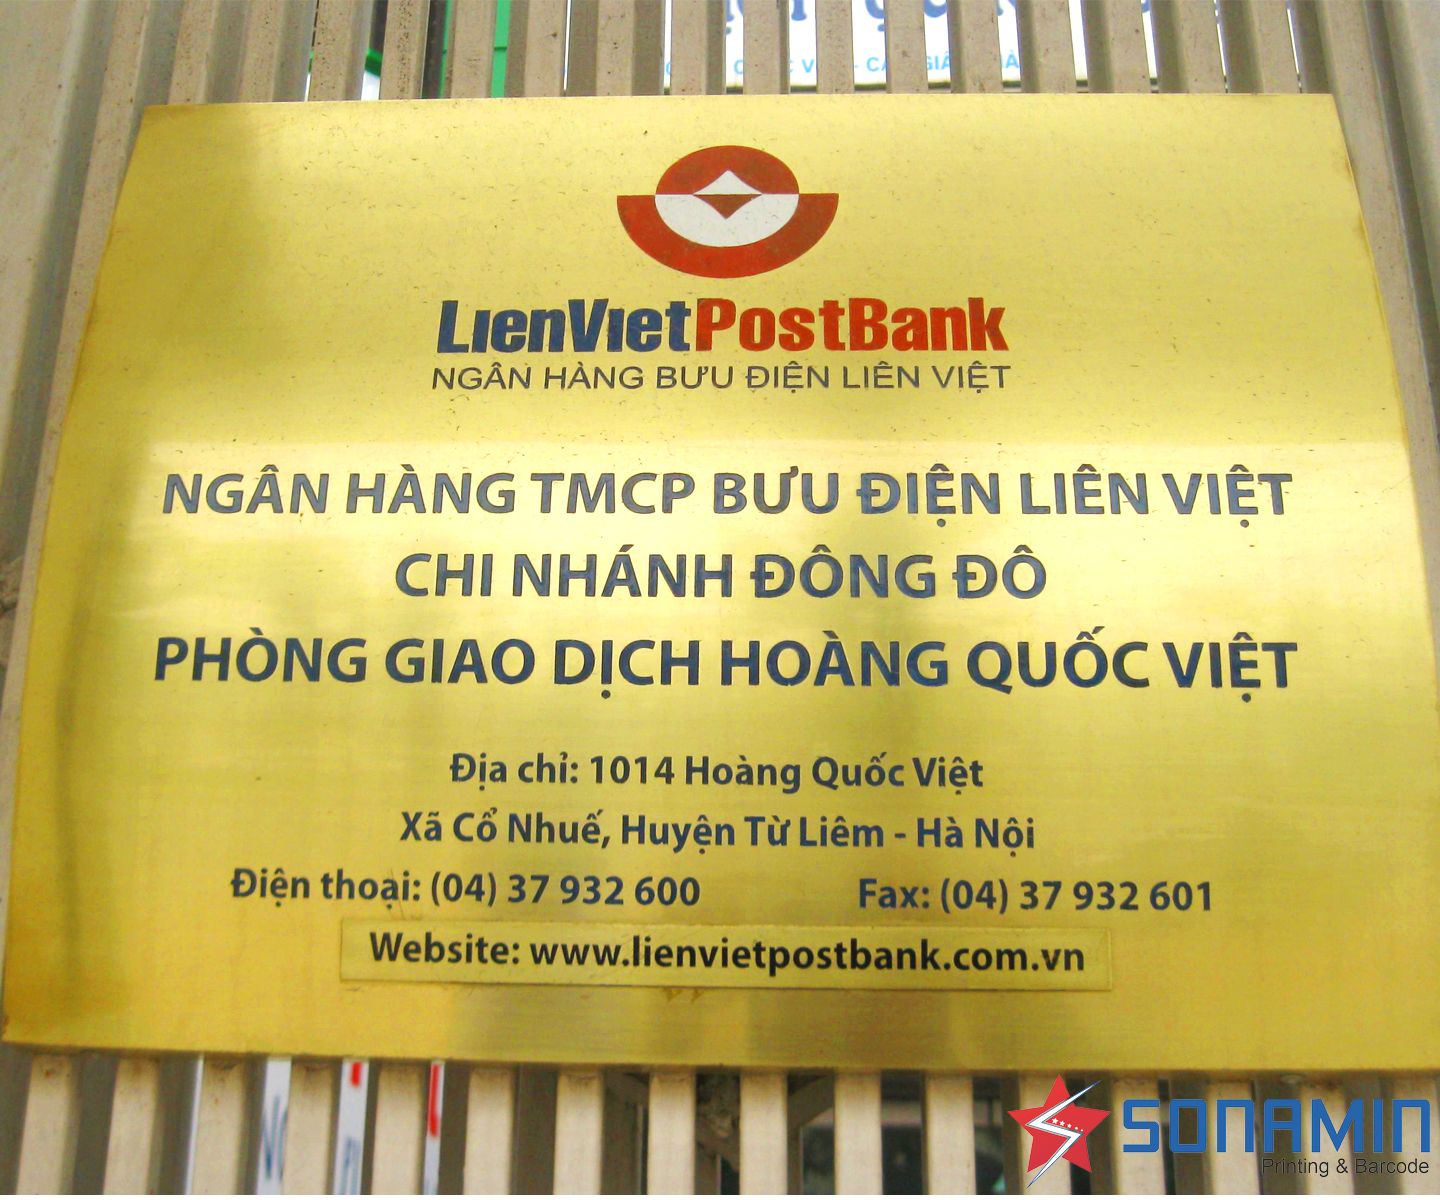 LienVietPostBank
NGÂN HÀNG BƯU ĐIỆN LIÊN VIỆT
NGÂN HÀNG TMCP BƯU ĐIỆN LIÊN VIỆT
CHI NHÁNH ĐÔNG ĐÔ
PHÒNG GIAO DỊCH HOÀNG QUỐC VIỆT
Địa chỉ: 1014 Hoàng Quốc Việt
Xã Cổ Nhuế, Huyện Từ Liêm - Hà Nội
Điện thoại: (04) 37 932 600 Fax: (04) 37 932 601
Website: www.lienvietpostbank.com.vn
SONAMIN
Printing & Barcode